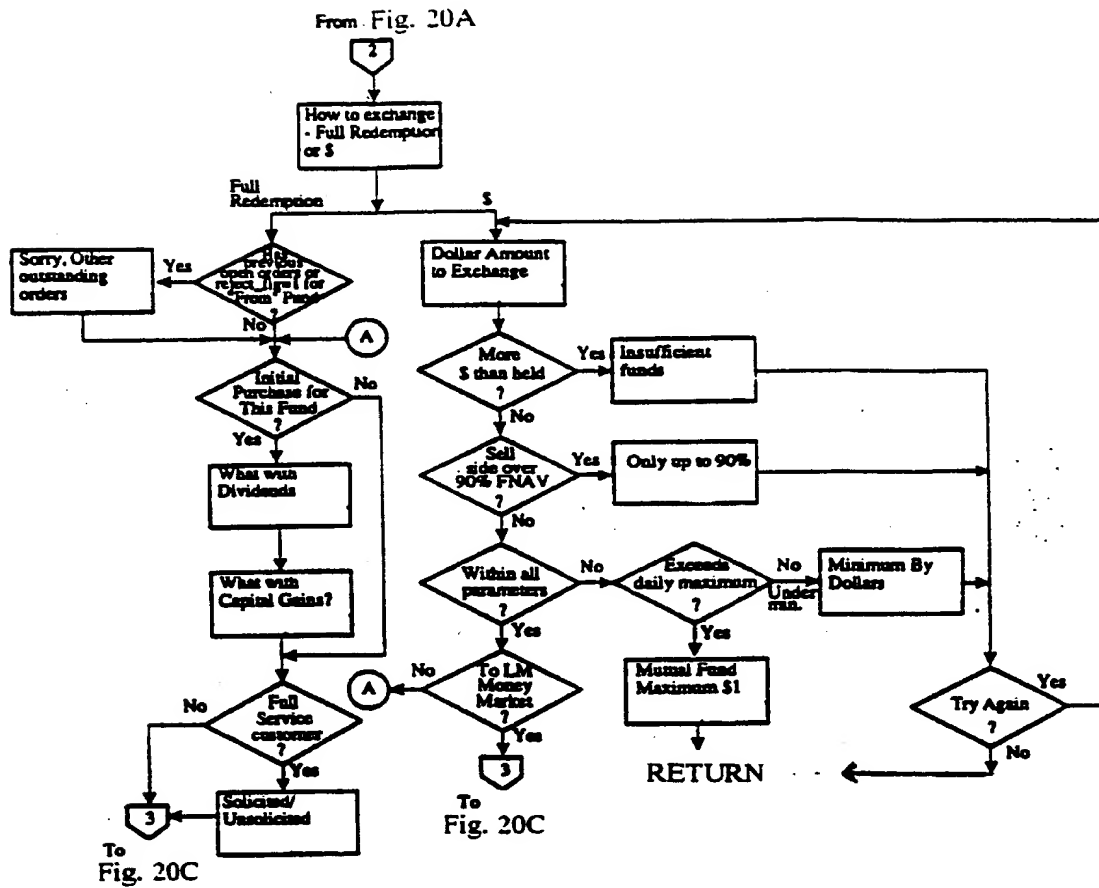 From Fig. 20A
2
How to exchange
- Full Redemption
or $
Full
Redemption
$
Sorry, Other
outstanding
orders
Yes
previous
open orders or
reject_fig=1 for
"From" Fund
?
No
A
Dollar Amount
to Exchange
More
$ than held
?
Yes
Insufficient
funds
No
Initial
Purchase for
This Fund
?
No
Yes
Sell
side over
90% FNAV
?
Yes
Only up to 90%
No
What with
Dividends
What with
Capital Gains?
Within all
parameters
?
No
Exceeds
daily maximum
?
No
Under
Minimum By
Dollars
Yes
Yes
Mutual Fund
Maximum $1
RETURN
No
A
To LM
Money
Market
?
Yes
3
To
Fig. 20C
Try Again
?
Yes
No
No
Full
Service
customer
?
Yes
Solicited/
Unsolicited
3
To
Fig. 20C